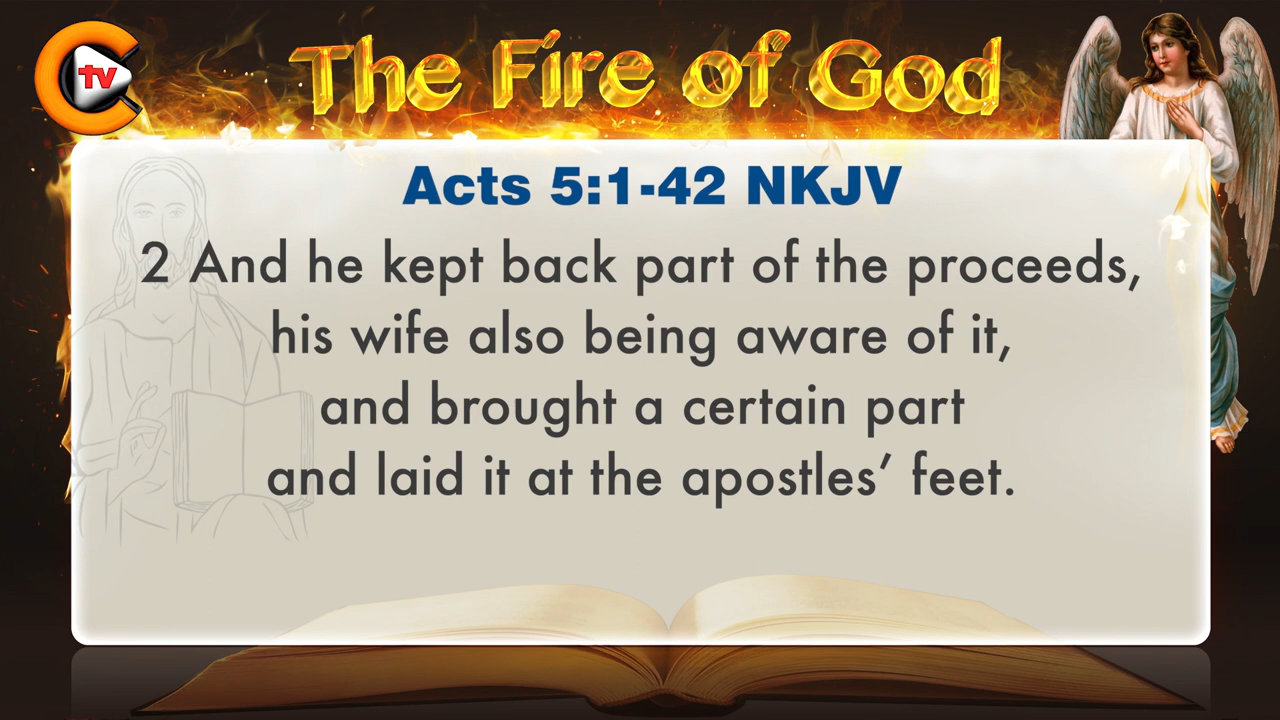 C tv
The Fire of God
Acts 5:1-42 NKJV
2 And he kept back part of the proceeds,
his wife also being aware of it,
and brought a certain part
and laid it at the apostles’ feet.